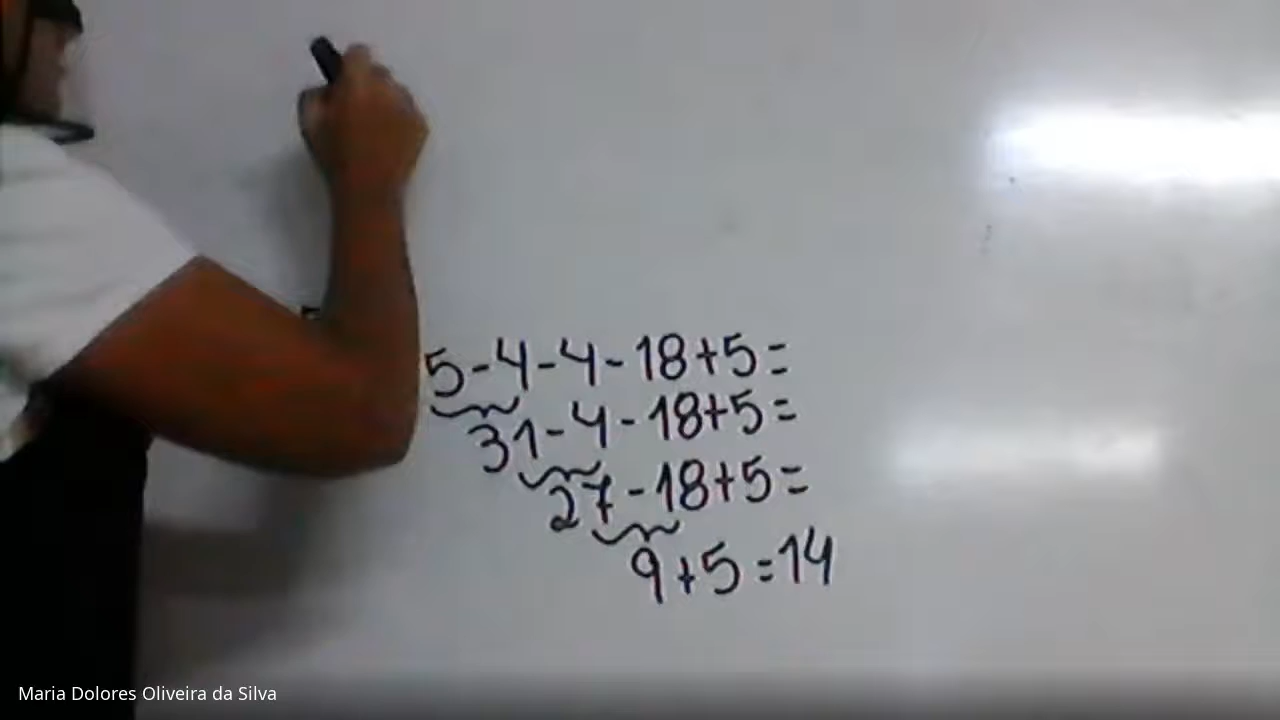 5-4-4-18+5=
31-4-18+5=
27-18+5=
9+5=14
Maria Dolores Oliveira da Silva